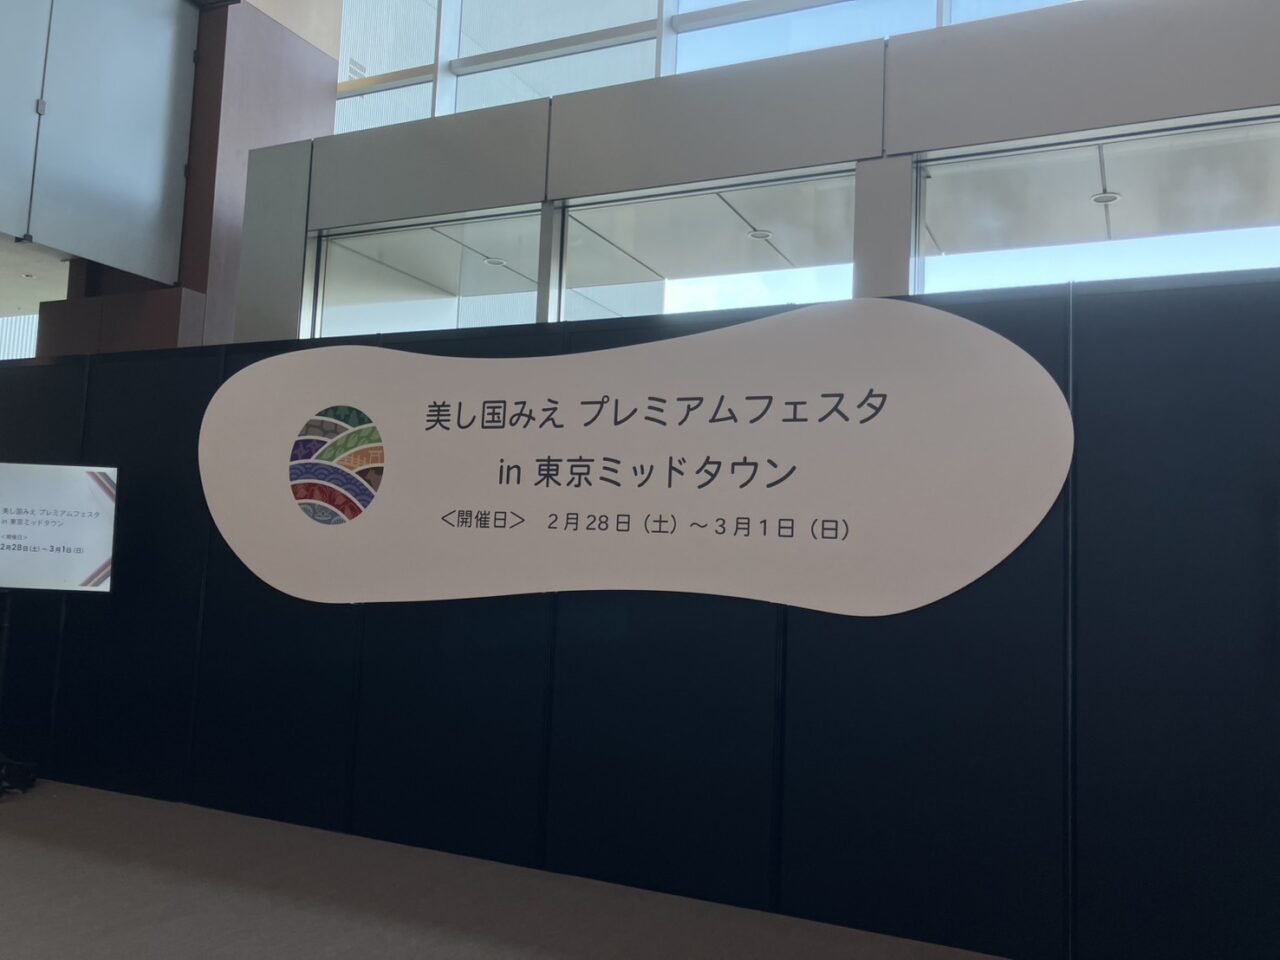 美し国みえ プレミアムフェスタ
in 東京ミッドタウン
＜開催日＞ 2月28日（土）～3月1日（日）
美し国みえ プレミアムフェスタ
in 東京ミッドタウン
＜開催日＞
2月28日（土）～3月1日（日）